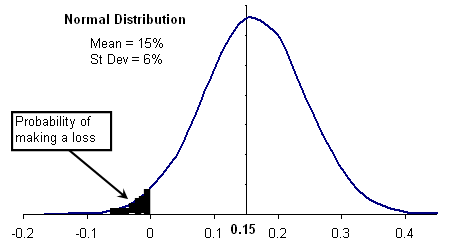 Normal Distribution
Mean = 15%
St Dev = 6%
Probability of
making a loss
-0.2 -0.1 0 0.1 0.15 0.2 0.3 0.4